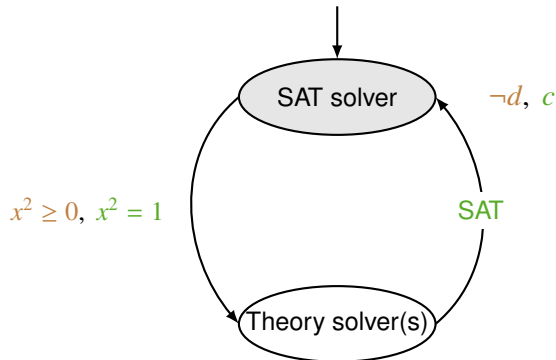 SAT solver
¬d, c
x² ≥ 0, x² = 1
SAT
Theory solver(s)